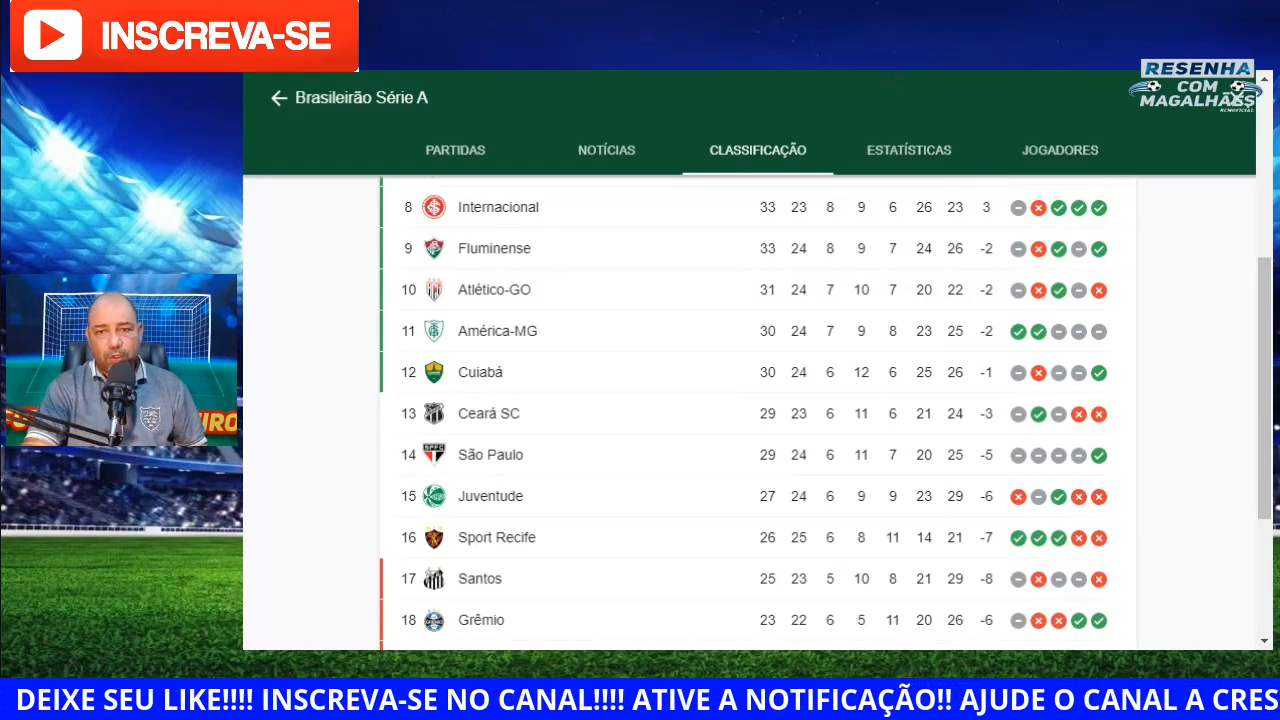 INSCREVA-SE
RESENHA
COM
MAGALHÃES
← Brasileirão Série A
PARTIDAS NOTÍCIAS CLASSIFICAÇÃO ESTATÍSTICAS JOGADORES
8 Internacional 33 23 8 9 6 26 23 3
9 Fluminense 33 24 8 9 7 24 26 -2
10 Atlético-GO 31 24 7 10 7 20 22 -2
11 América-MG 30 24 7 9 8 23 25 -2
12 Cuiabá 30 24 6 12 6 25 26 -1
13 Ceará SC 29 23 6 11 6 21 24 -3
14 São Paulo 29 24 6 11 7 20 25 -5
15 Juventude 27 24 6 9 9 23 29 -6
16 Sport Recife 26 25 6 8 11 14 21 -7
17 Santos 25 23 5 10 8 21 29 -8
18 Grêmio 23 22 6 5 11 20 26 -6
DEIXE SEU LIKE!!!! INSCREVA-SE NO CANAL!!!! ATIVE A NOTIFICAÇÃO!! AJUDE O CANAL A CRES